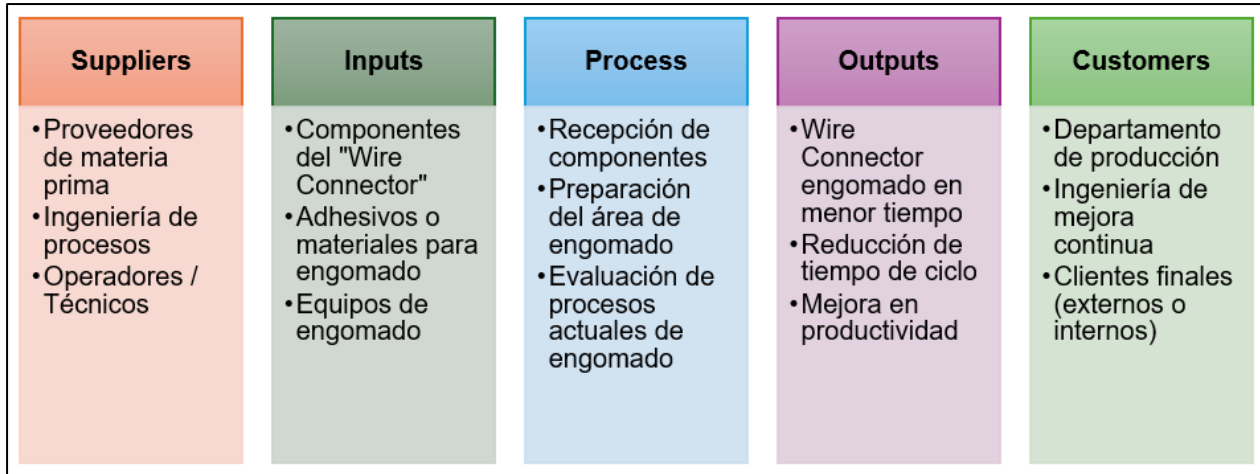 Suppliers
•Proveedores
de materia
prima
•Ingeniería de
procesos
•Operadores /
Técnicos
Inputs
•Componentes
del "Wire
Connector"
•Adhesivos o
materiales para
engomado
•Equipos de
engomado
Process
•Recepción de
componentes
•Preparación
del área de
engomado
•Evaluación de
procesos
actuales de
engomado
Outputs
•Wire
Connector
engomado en
menor tiempo
•Reducción de
tiempo de ciclo
•Mejora en
productividad
Customers
•Departamento
de producción
•Ingeniería de
mejora
continua
•Clientes finales
(externos o
internos)